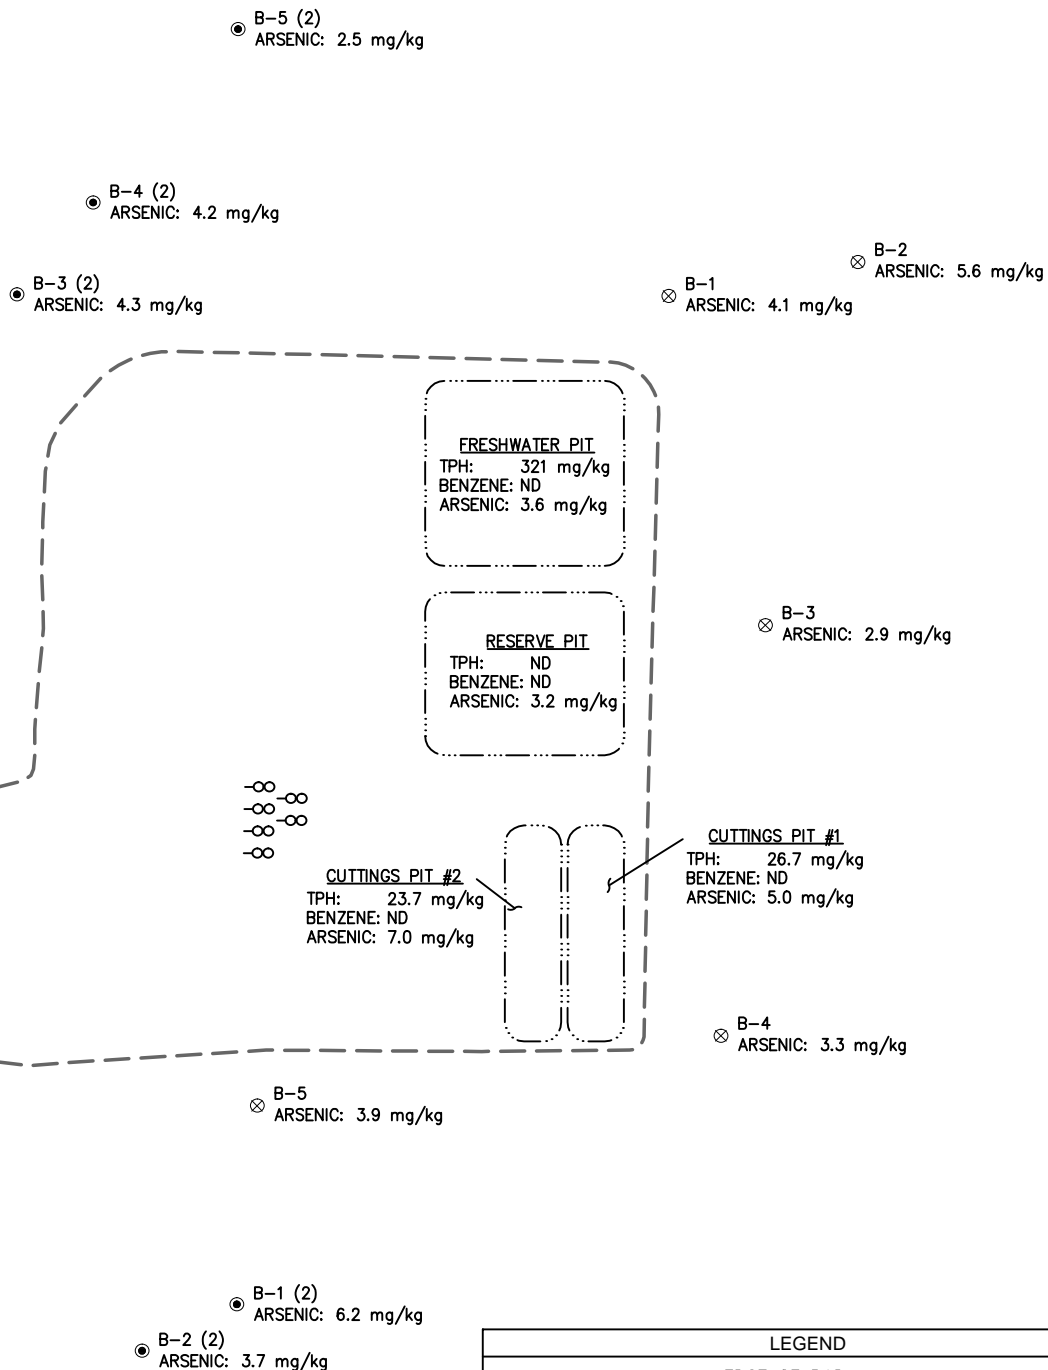 B-5 (2)
ARSENIC: 2.5 mg/kg
B-4 (2)
ARSENIC: 4.2 mg/kg
B-2
ARSENIC: 5.6 mg/kg
B-3 (2)
ARSENIC: 4.3 mg/kg
B-1
ARSENIC: 4.1 mg/kg
FRESHWATER PIT
TPH: 321 mg/kg
BENZENE: ND
ARSENIC: 3.6 mg/kg
B-3
ARSENIC: 2.9 mg/kg
RESERVE PIT
TPH: ND
BENZENE: ND
ARSENIC: 3.2 mg/kg
CUTTINGS PIT #1
TPH: 26.7 mg/kg
BENZENE: ND
ARSENIC: 5.0 mg/kg
CUTTINGS PIT #2
TPH: 23.7 mg/kg
BENZENE: ND
ARSENIC: 7.0 mg/kg
B-4
ARSENIC: 3.3 mg/kg
B-5
ARSENIC: 3.9 mg/kg
B-1 (2)
ARSENIC: 6.2 mg/kg
B-2 (2)
ARSENIC: 3.7 mg/kg
LEGEND